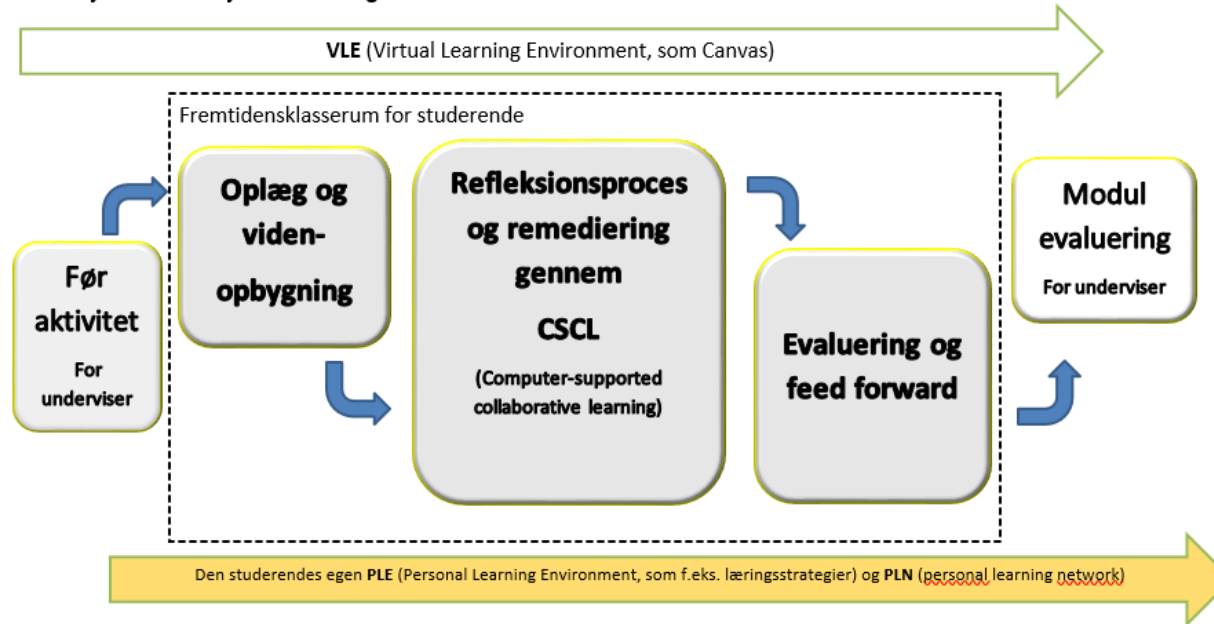 VLE (Virtual Learning Environment, som Canvas)
Fremtidensklasserum for studerende
Før
aktivitet
For
underviser
Oplæg og
viden-
opbygning
Refleksionsproces
og remediering
gennem
CSCL
(Computer-supported
collaborative learning)
Evaluering og
feed forward
Modul
evaluering
For underviser
Den studerendes egen PLE (Personal Learning Environment, som f.eks. læringsstrategier) og PLN (personal learning network)